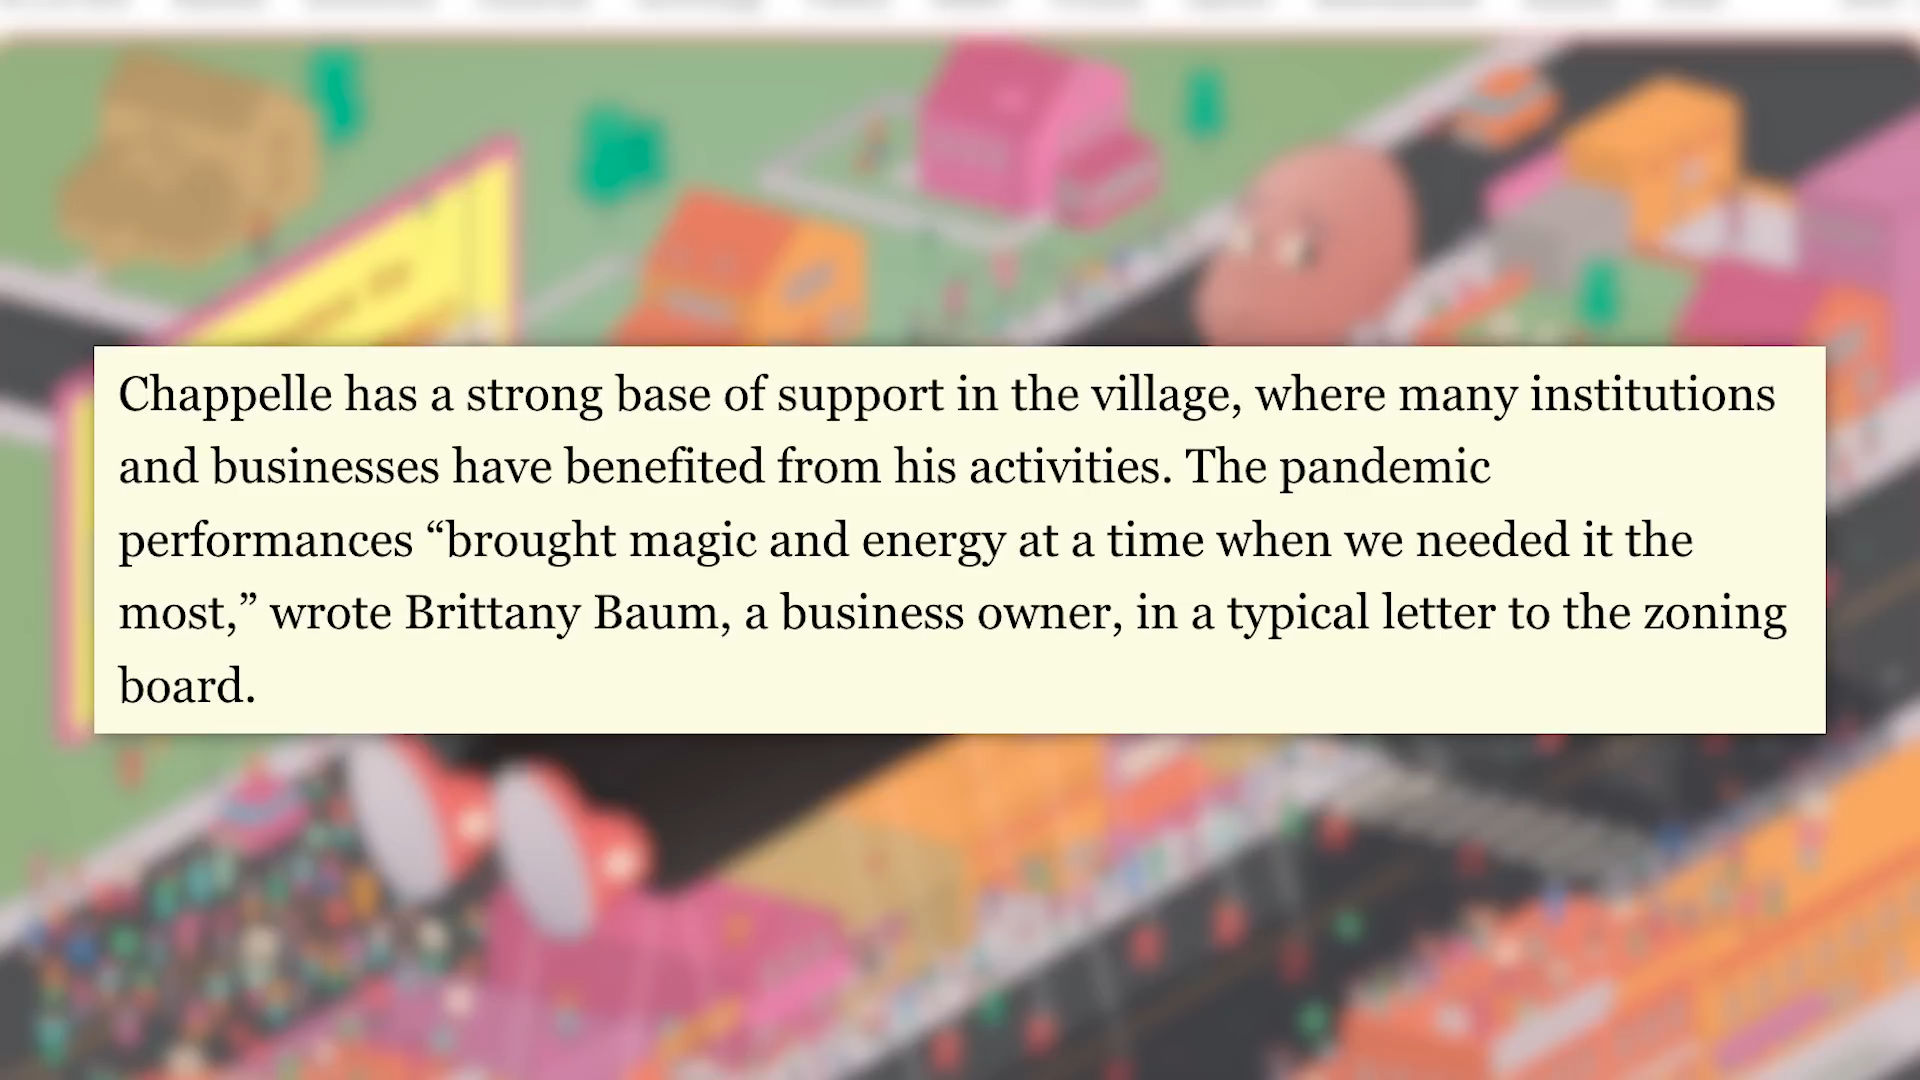 Chappelle has a strong base of support in the village, where many institutions
and businesses have benefited from his activities. The pandemic
performances “brought magic and energy at a time when we needed it the
most,” wrote Brittany Baum, a business owner, in a typical letter to the zoning
board.